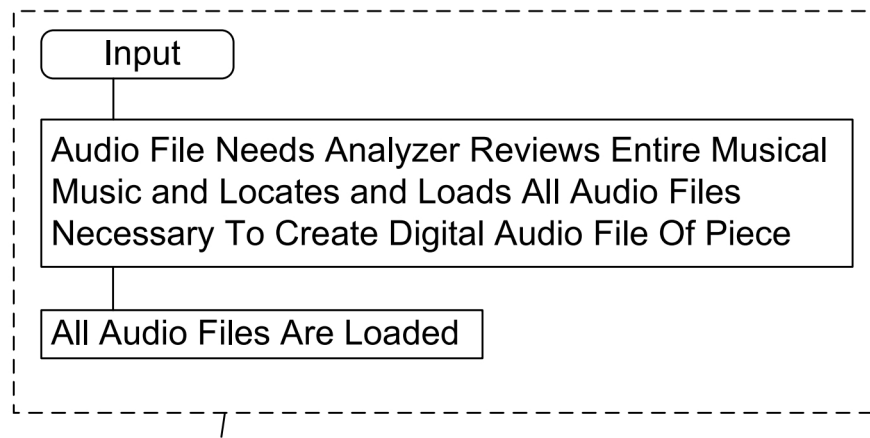 Input
Audio File Needs Analyzer Reviews Entire Musical
Music and Locates and Loads All Audio Files
Necessary To Create Digital Audio File Of Piece
All Audio Files Are Loaded